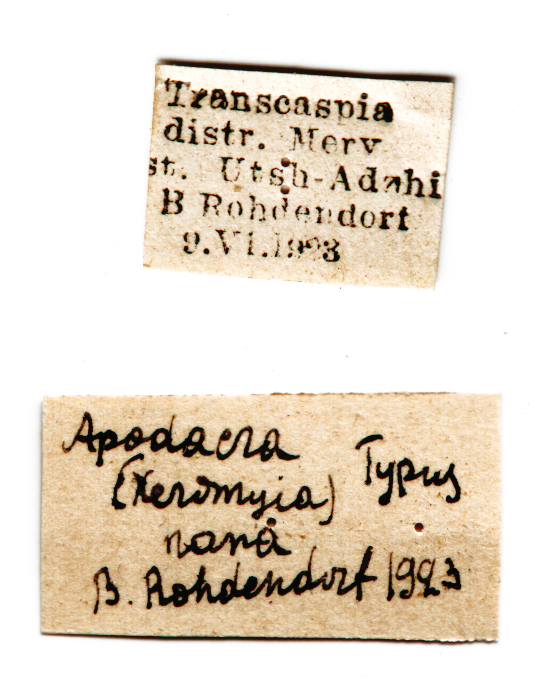 Transcaspia
distr. Merv
st. Utsh-Adzhi
B Rohdendorf
9.VI.1923
Apodacra
(Xeromyia) Typus
nana
B. Rohdendorf 1923